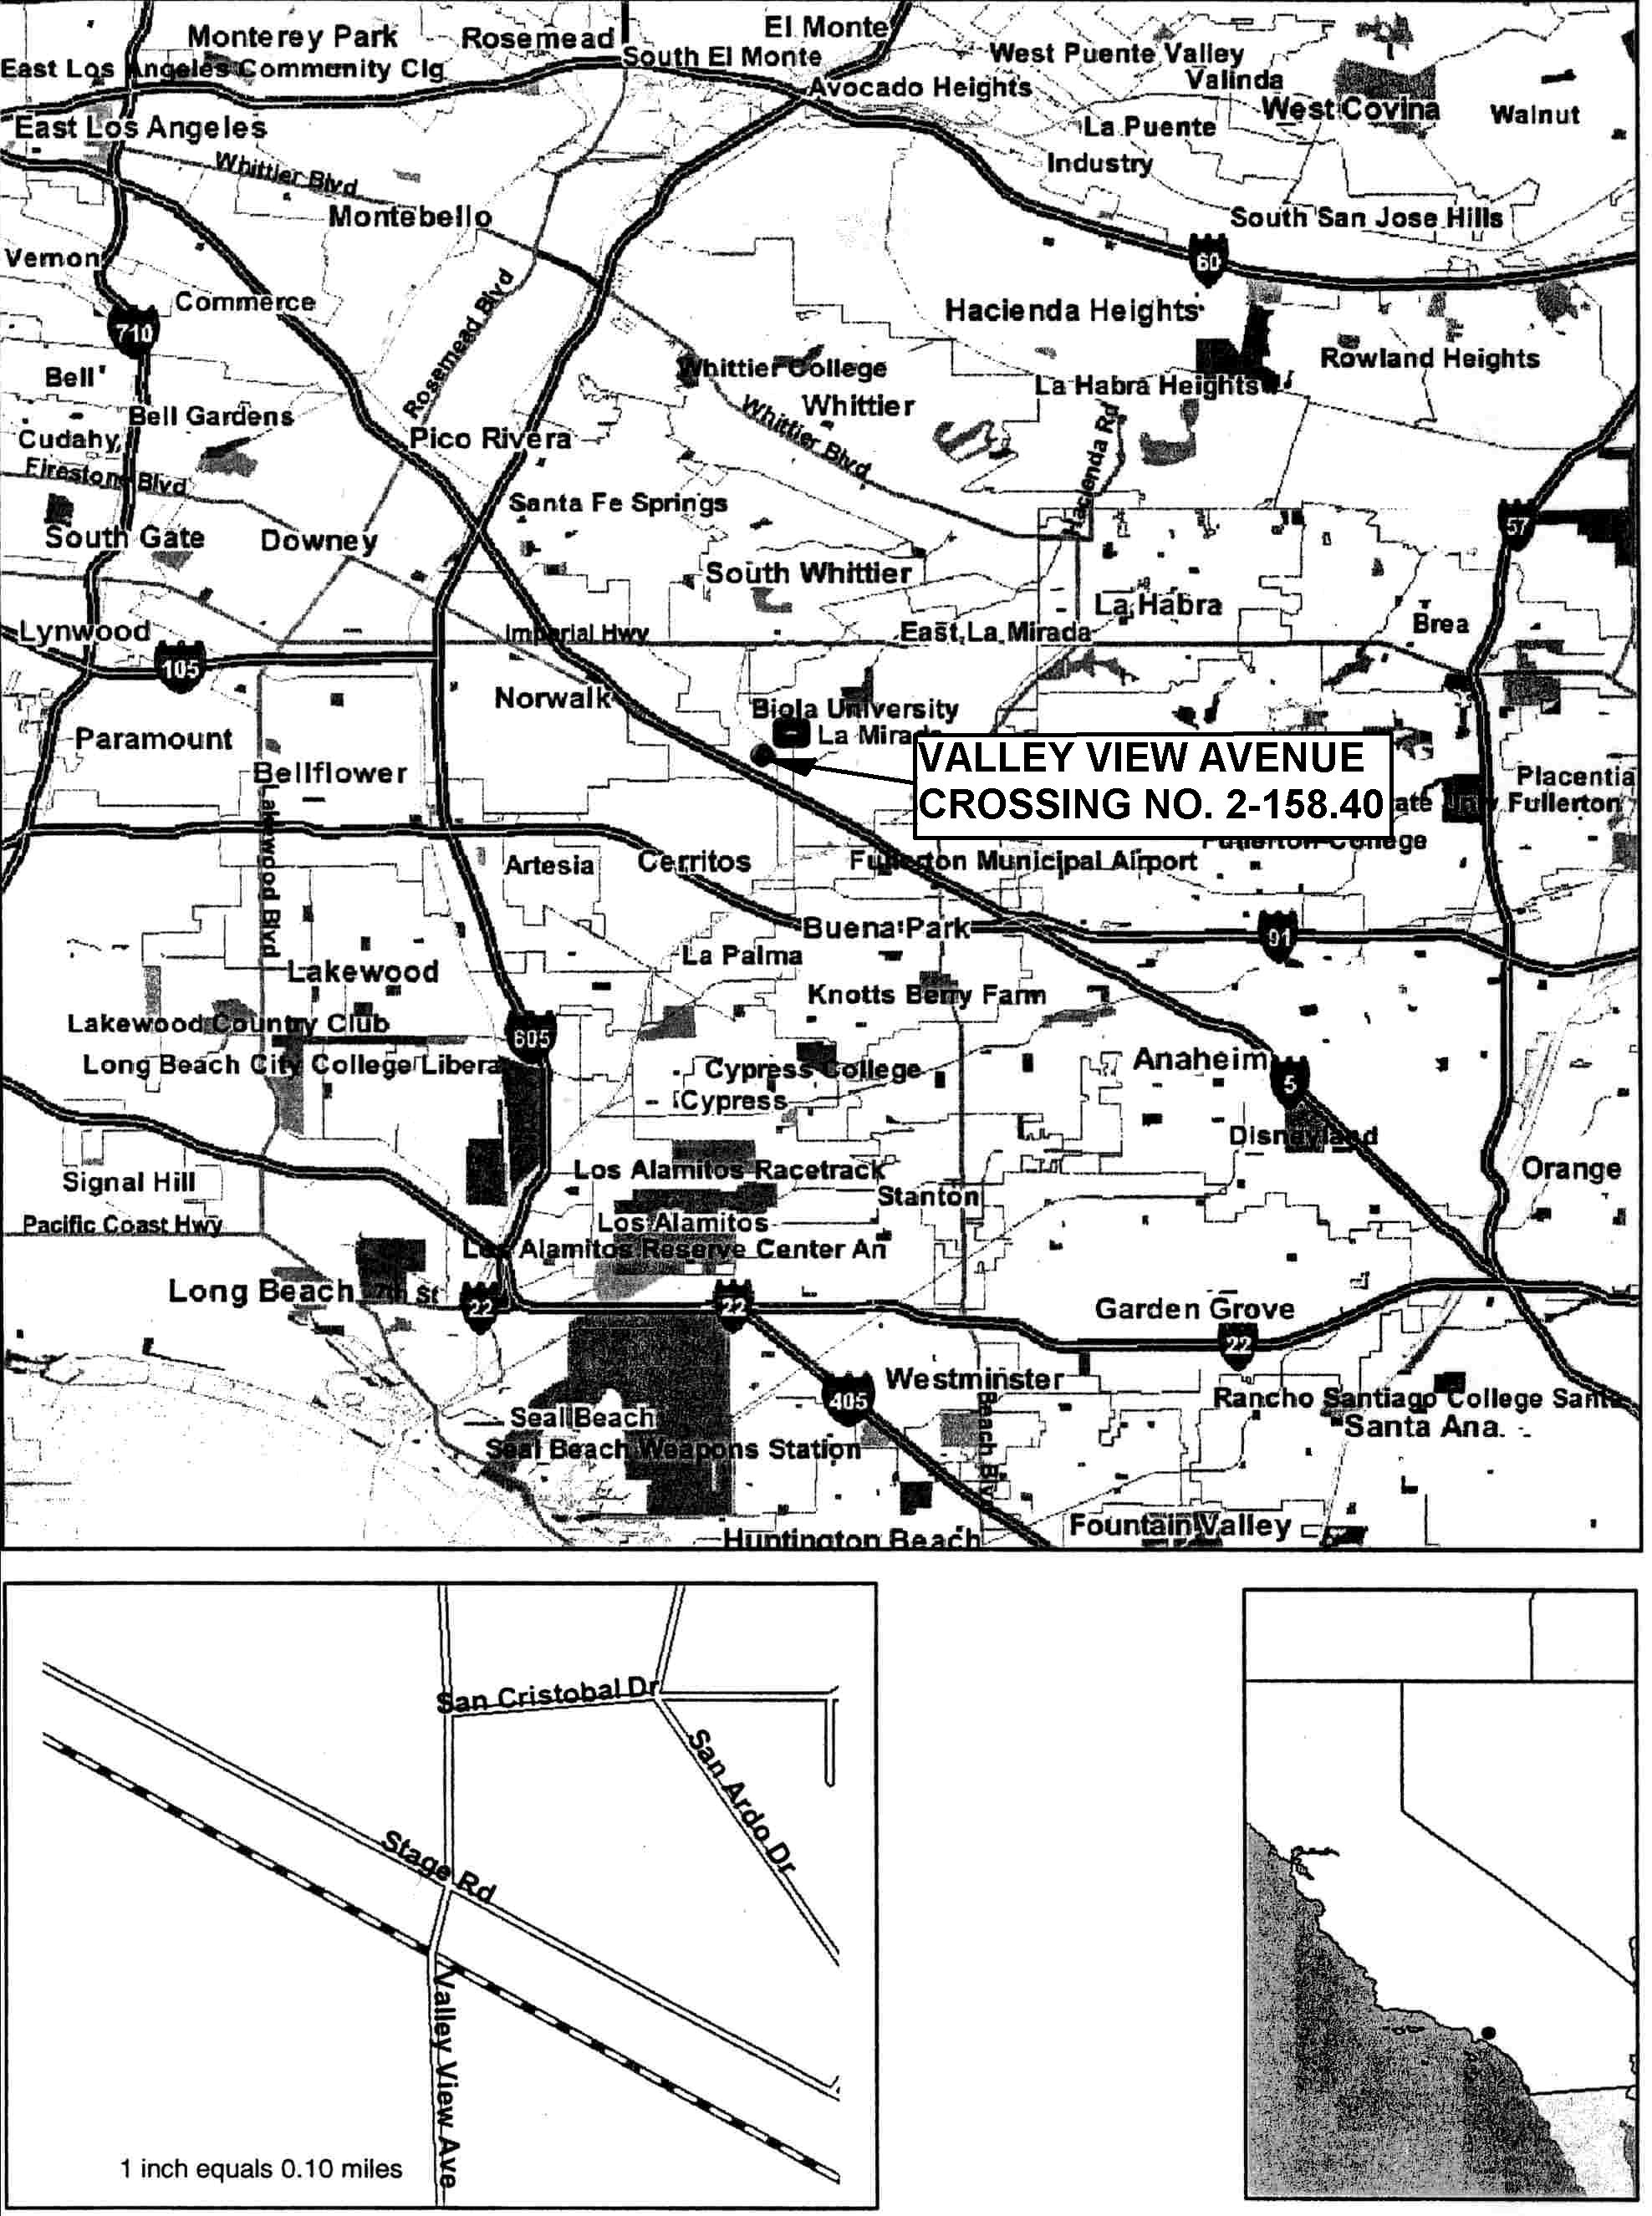 Monterey Park
Rosemead
El Monte
South El Monte
West Puente Valley
East Los Angeles Community Clg
Avocado Heights
Valinda
West Covina
Walnut
East Los Angeles
La Puente
Industry
Whittier Blvd
Montebello
South San Jose Hills
Vernon
60
Commerce
Rosemead Blvd
Hacienda Heights
710
Rowland Heights
Bell
Whittier College
La Habra Heights
Bell Gardens
Whittier
Cudahy
Pico Rivera
Whittier Blvd
Hacienda Rd
Firestone Blvd
Santa Fe Springs
57
South Gate
Downey
South Whittier
La Habra
Lynwood
Imperial Hwy
East La Mirada
Brea
105
Norwalk
Biola University
La Mirada
Paramount
VALLEY VIEW AVENUE
CROSSING NO. 2-158.40
Bellflower
Placentia
Fullerton
Lakewood Blvd
Artesia
Cerritos
Fullerton Municipal Airport
Fullerton College
Buena Park
91
La Palma
Lakewood
Knotts Berry Farm
Lakewood Country Club
605
Long Beach City College Libera
Cypress College
Anaheim
5
Cypress
Disneyland
Signal Hill
Los Alamitos Racetrack
Orange
Stanton
Pacific Coast Hwy
Los Alamitos
Los Alamitos Reserve Center An
Long Beach
7th St
22
22
Garden Grove
22
Westminster
405
Rancho Santiago College Santa
Seal Beach
Beach Blvd
Santa Ana
Seal Beach Weapons Station
Huntington Beach
Fountain Valley
San Cristobal Dr
San Ardo Dr
Stage Rd
Valley View Ave
1 inch equals 0.10 miles